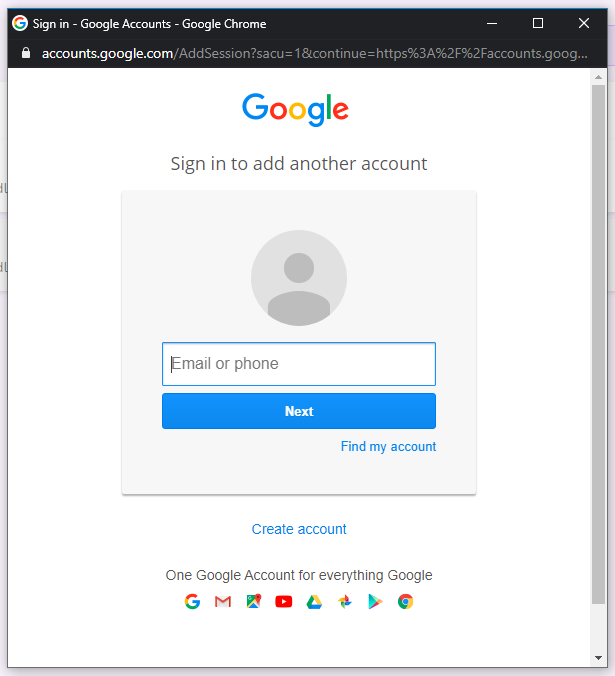 Sign in - Google Accounts - Google Chrome
accounts.google.com/AddSession?sacu=1&continue=https%3A%2F%2Faccounts.goog...
Google
Sign in to add another account
Email or phone
Next
Find my account
Create account
One Google Account for everything Google